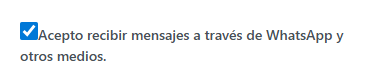 Acepto recibir mensajes a través de WhatsApp y
otros medios.